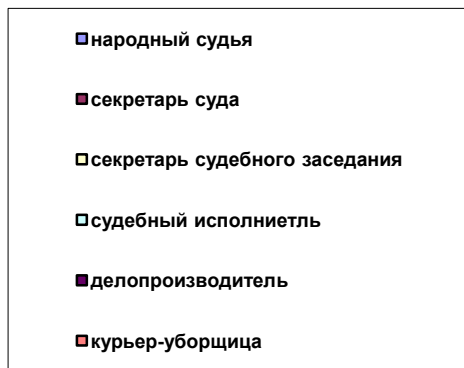 народный судья
секретарь суда
секретарь судебного заседания
судебный исполниетль
делопроизводитель
курьер-уборщица